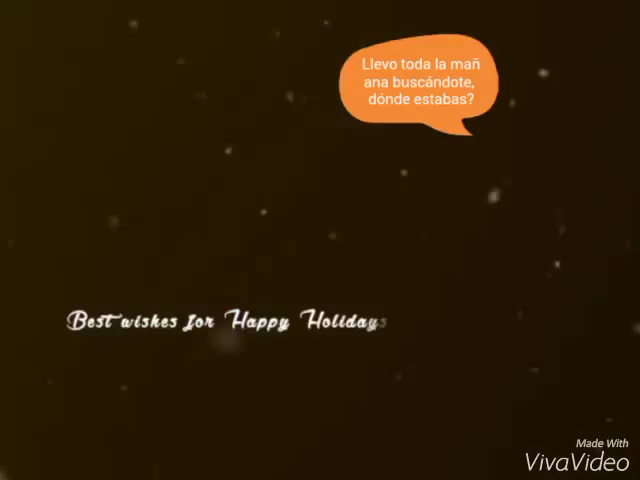 Llevo toda la mañ
ana buscándote,
dónde estabas?
Best wishes for Happy Holidays
Made With
VivaVideo